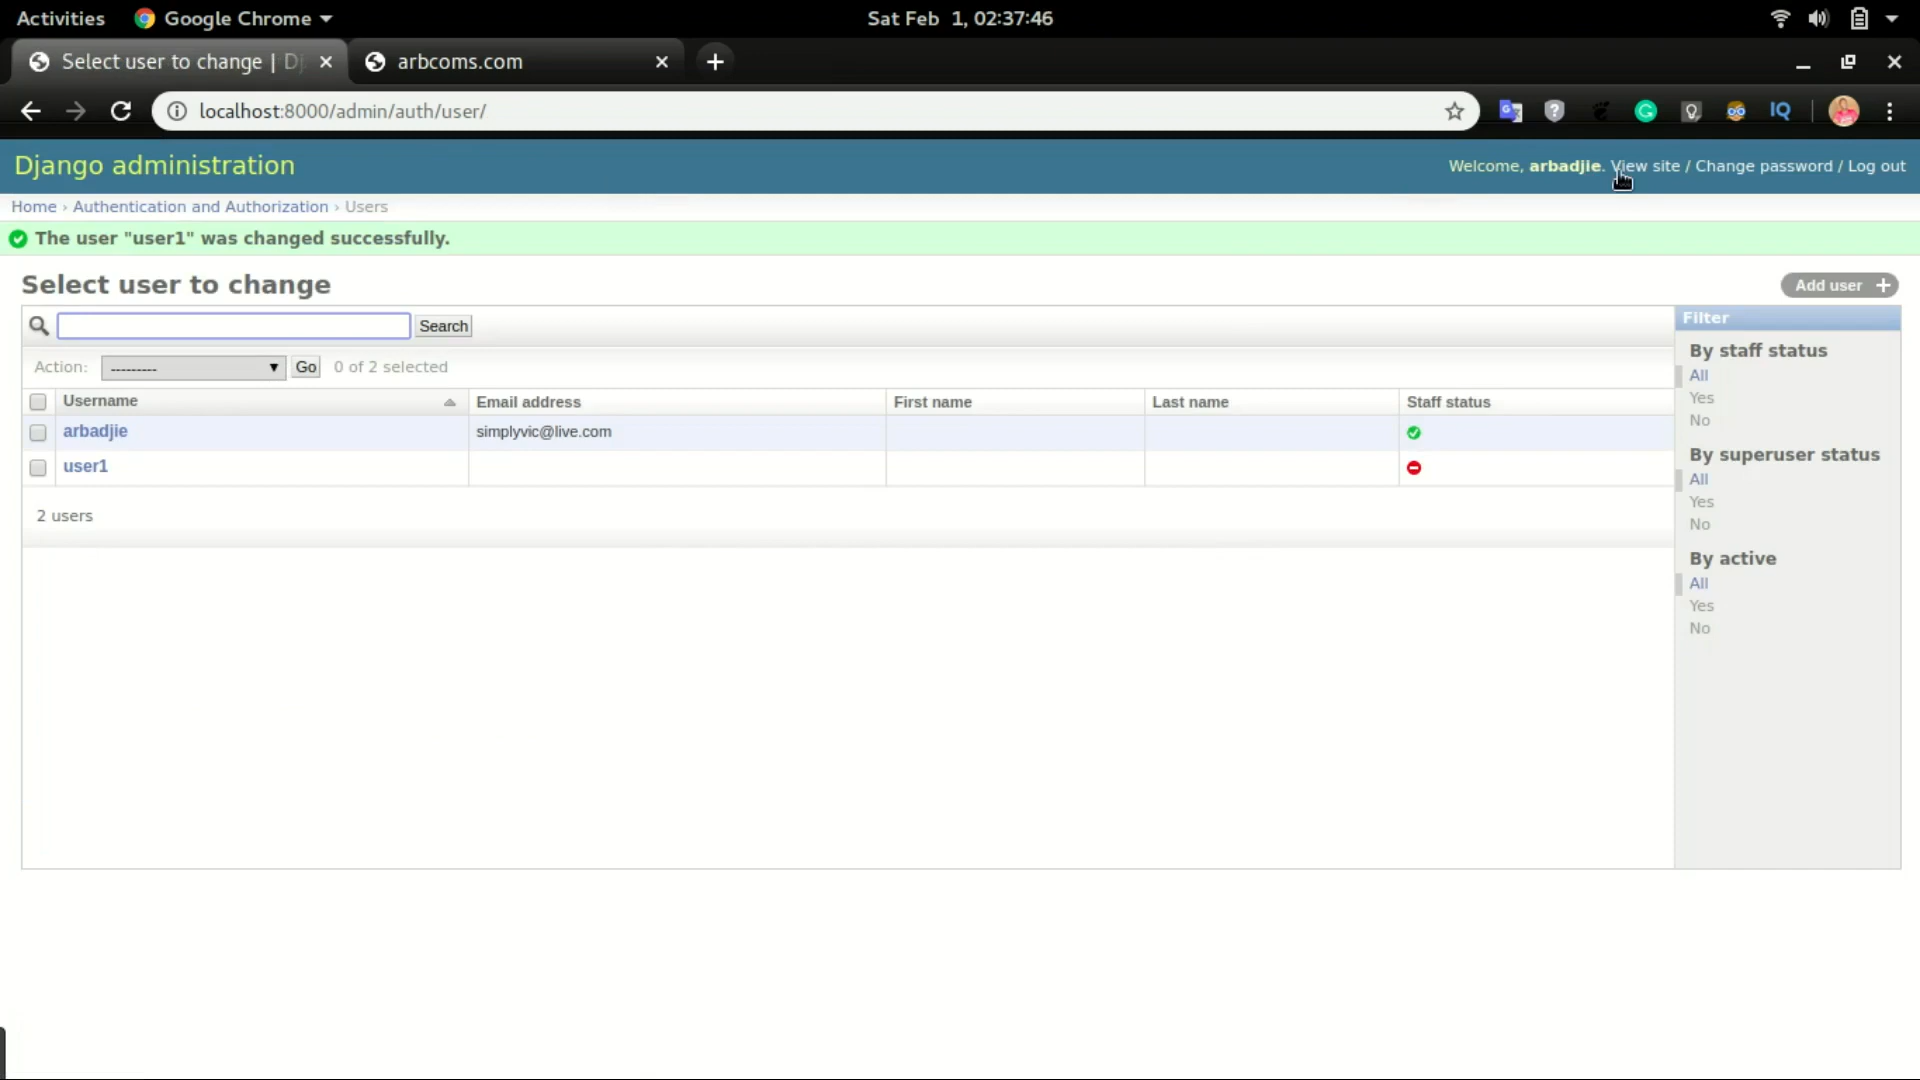 Activities Google Chrome Sat Feb 1, 02:37:46
Select user to change | Dj arbcoms.com
localhost:8000/admin/auth/user/ IQ
Django administration
Welcome, arbadjie. View site / Change password / Log out
Home › Authentication and Authorization › Users
The user "user1" was changed successfully.
Select user to change
Add user +
Search
Action: --------- Go 0 of 2 selected
Username Email address First name Last name Staff status
arbadjie simplyvic@live.com
user1
2 users
Filter
By staff status
All
Yes
No
By superuser status
All
Yes
No
By active
All
Yes
No